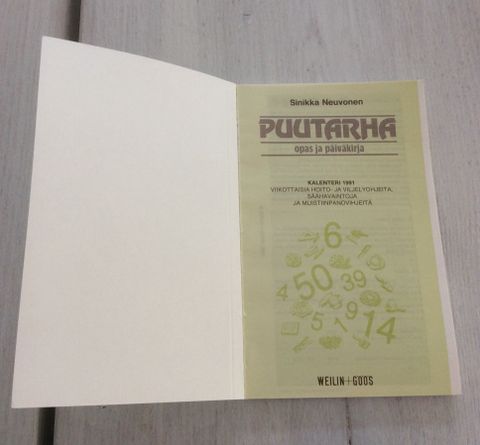 Sinikka Neuvonen
PUUTARHA
opas ja päiväkirja
KALENTERI 1991
VIIKOTTAISIA HOITO- JA VILJELYOHJEITA,
SÄÄHAVAINTOJA
JA MUISTIINPANOVIHJEITÄ
6
50
39
4
9
5
1
14
WEILIN+GÖÖS